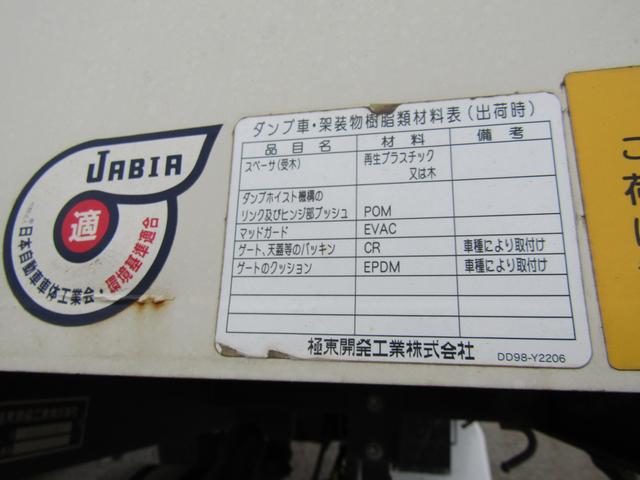 JABIA
適
日本自動車車体工業会・環境基準適合
ダンプ車・架装物樹脂類材料表(出荷時)
品目名 材料 備考
スペーサ(受木) 再生プラスチック
又は木
ダンプホイスト機構の
リンク及びヒンジ部ブッシュ POM
マッドガード EVAC
ゲート、天蓋等のパッキン CR 車種により取付け
ゲートのクッション EPDM 車種により取付け
極東開発工業株式会社 DD98-Y2206
荷